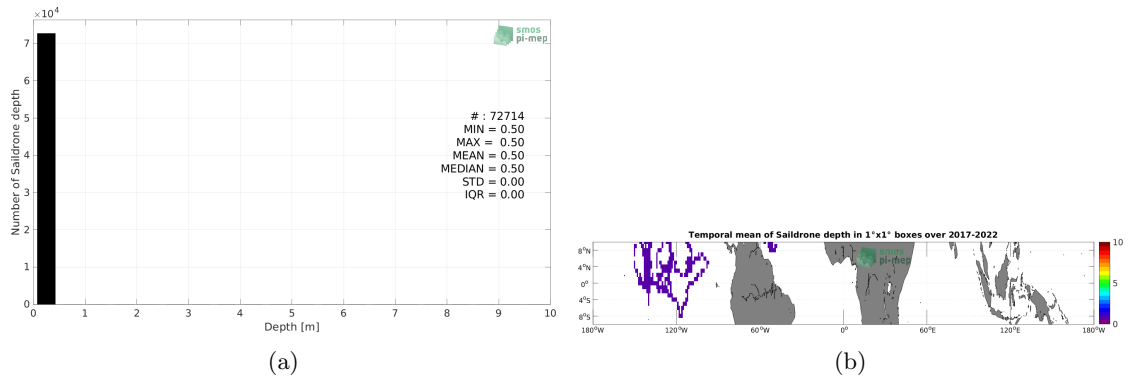 ×10⁴
7
6
5
4
3
2
1
0
Number of Saildrone depth
smos
pi-mep
# : 72714
MIN = 0.50
MAX = 0.50
MEAN = 0.50
MEDIAN = 0.50
STD = 0.00
IQR = 0.00
0 1 2 3 4 5 6 7 8 9 10
Depth [m]
(a)
Temporal mean of Saildrone depth in 1°x1° boxes over 2017-2022
8°N
4°N
0°
4°S
8°S
smos
pi-mep
10
5
0
180°W 120°W 60°W 0° 60°E 120°E 180°W
(b)